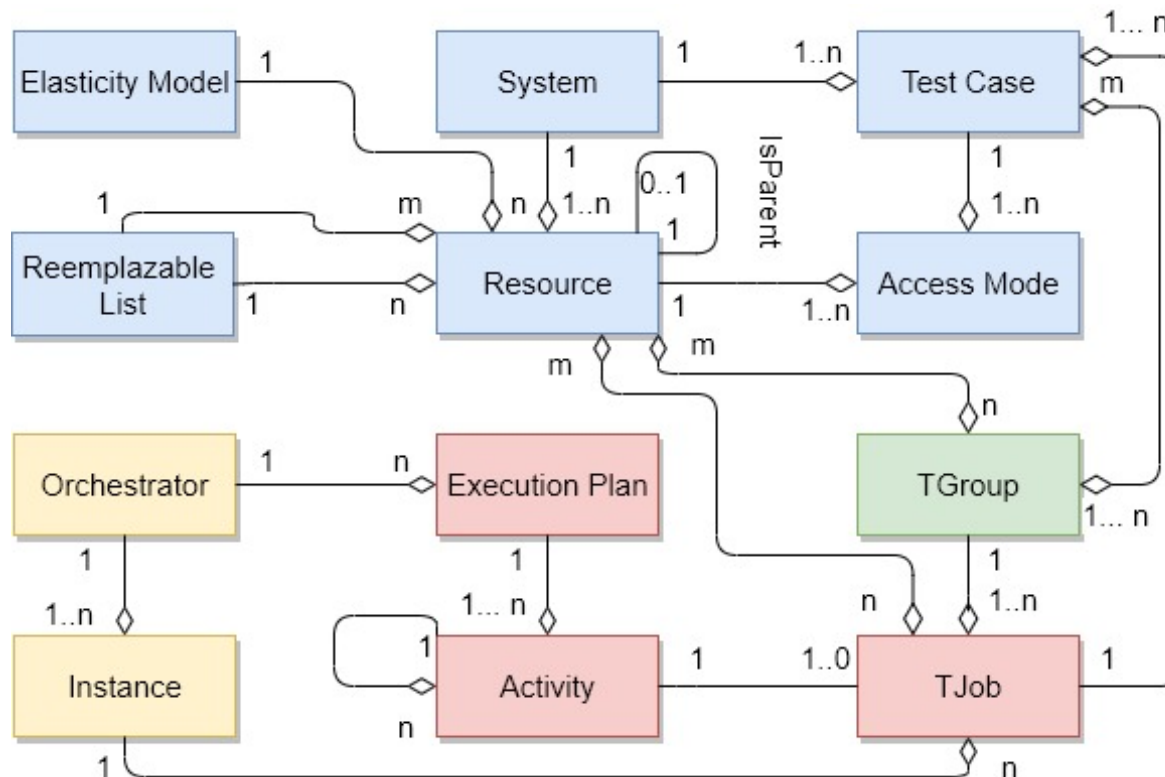 1... n
1
1
1..n
Elasticity Model
System
Test Case
m
IsParent
1
1
0..1
1
m
n
1..n
1..n
1
Reemplazable
List
Resource
Access Mode
1
n
1
1..n
m
m
n
1
n
Orchestrator
Execution Plan
TGroup
1... n
1
1
1
1..n
1... n
n
1..n
1
1
1..0
1
Instance
Activity
TJob
n
1
n